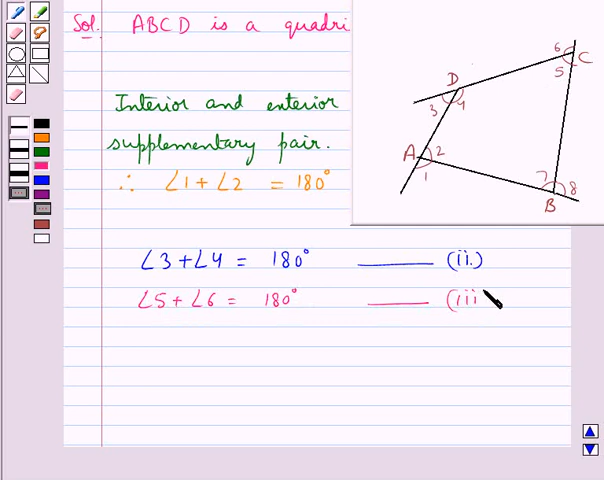 Sol. ABCD is a quadri
Interior and exterior
supplementary pair.
∴ ∠1 + ∠2 = 180°
∠3 + ∠4 = 180° —— (ii.)
∠5 + ∠6 = 180° —— (iii
6
C
5
D
3 4
A 2
1
7 8
B